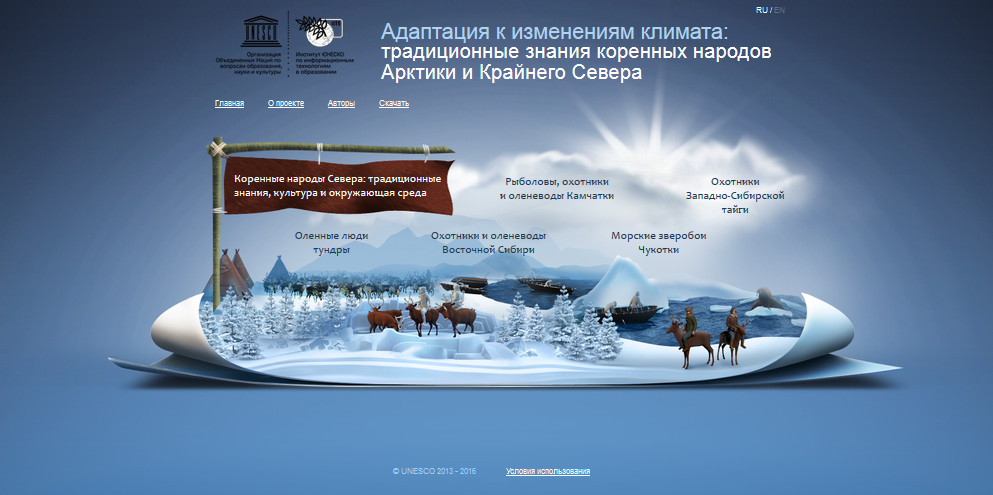 RU / EN
UNESCO
Организация
Объединенных Наций по
вопросам образования,
науки и культуры
Институт ЮНЕСКО
по информационным
технологиям
в образовании
Адаптация к изменениям климата:
традиционные знания коренных народов
Арктики и Крайнего Севера
Главная О проекте Авторы Скачать
Коренные народы Севера: традиционные
знания, культура и окружающая среда
Рыболовы, охотники
и оленеводы Камчатки
Охотники
Западно-Сибирской
тайги
Оленные люди
тундры
Охотники и оленеводы
Восточной Сибири
Морские зверобои
Чукотки
© UNESCO 2013 - 2016 Условия использования